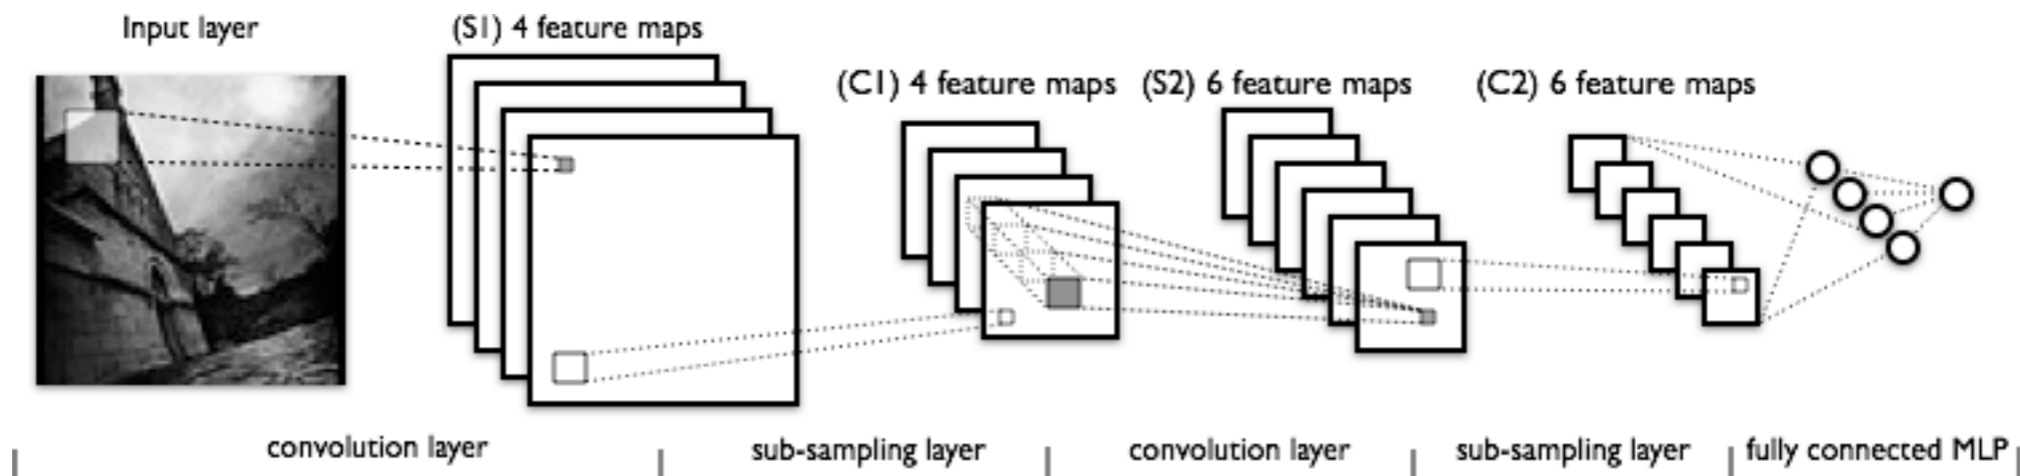 Input layer
(S1) 4 feature maps
(C1) 4 feature maps
(S2) 6 feature maps
(C2) 6 feature maps
convolution layer
sub-sampling layer
convolution layer
sub-sampling layer
fully connected MLP